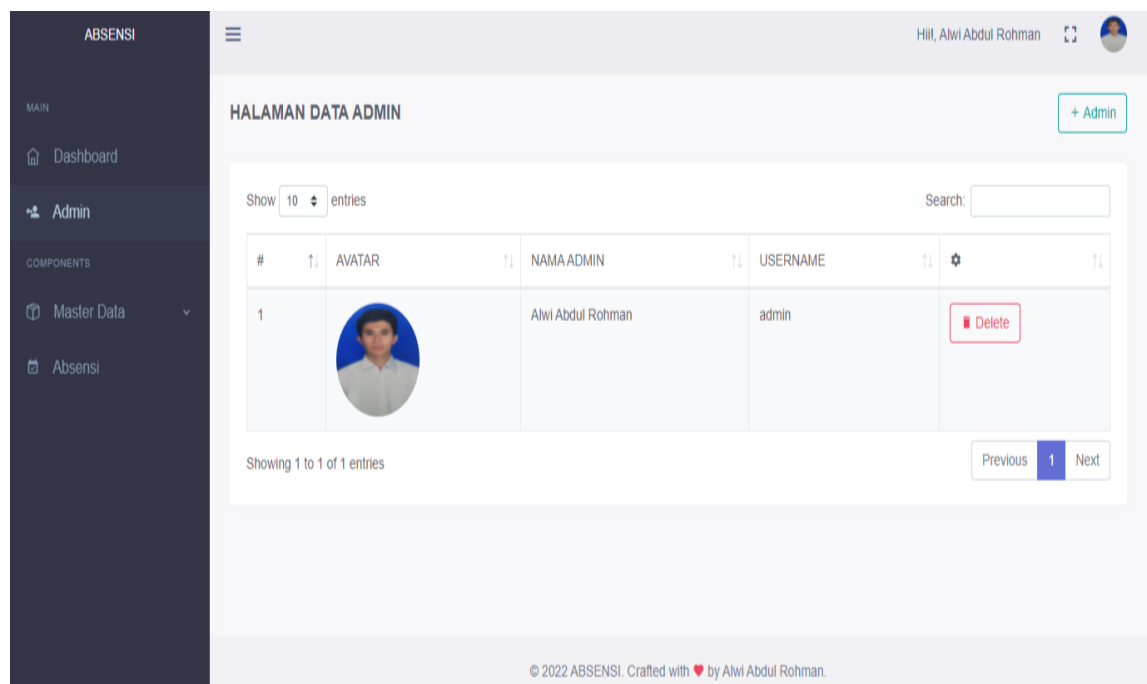 ABSENSI
Hi!!, Alwi Abdul Rohman
MAIN
Dashboard
Admin
COMPONENTS
Master Data
Absensi
HALAMAN DATA ADMIN
+ Admin
Show 10 entries
Search:
# AVATAR NAMA ADMIN USERNAME
1 Alwi Abdul Rohman admin Delete
Showing 1 to 1 of 1 entries
Previous 1 Next
© 2022 ABSENSI. Crafted with ♥ by Alwi Abdul Rohman.